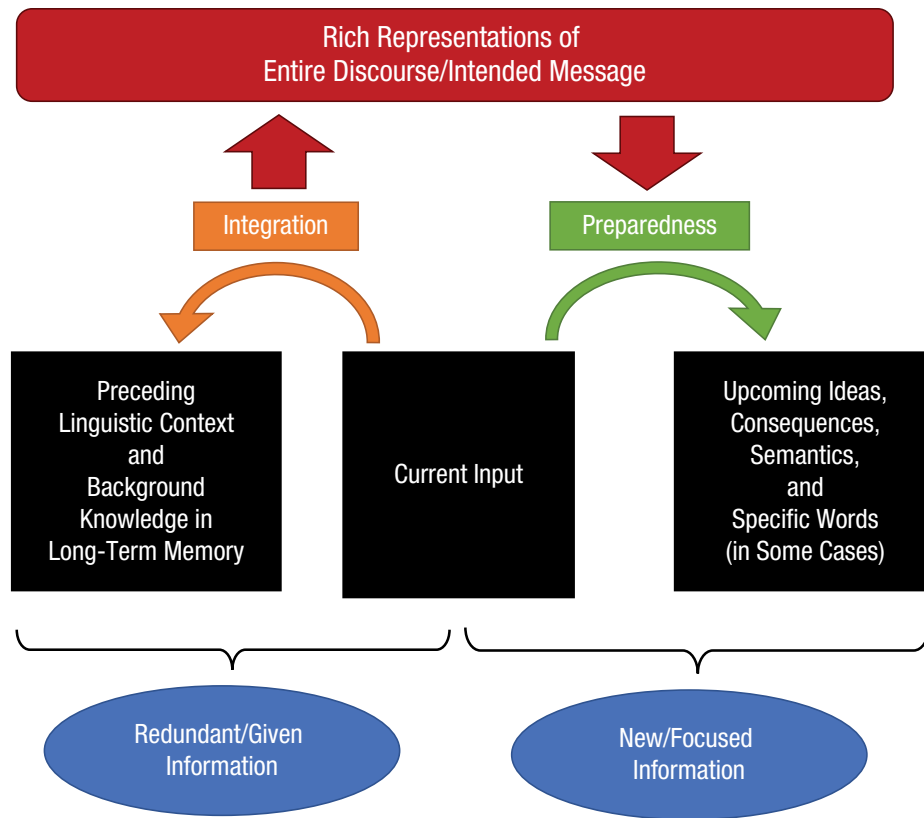 Rich Representations of
Entire Discourse/Intended Message
Integration
Preparedness
Preceding
Linguistic Context
and
Background
Knowledge in
Long-Term Memory
Current Input
Upcoming Ideas,
Consequences,
Semantics,
and
Specific Words
(in Some Cases)
Redundant/Given
Information
New/Focused
Information